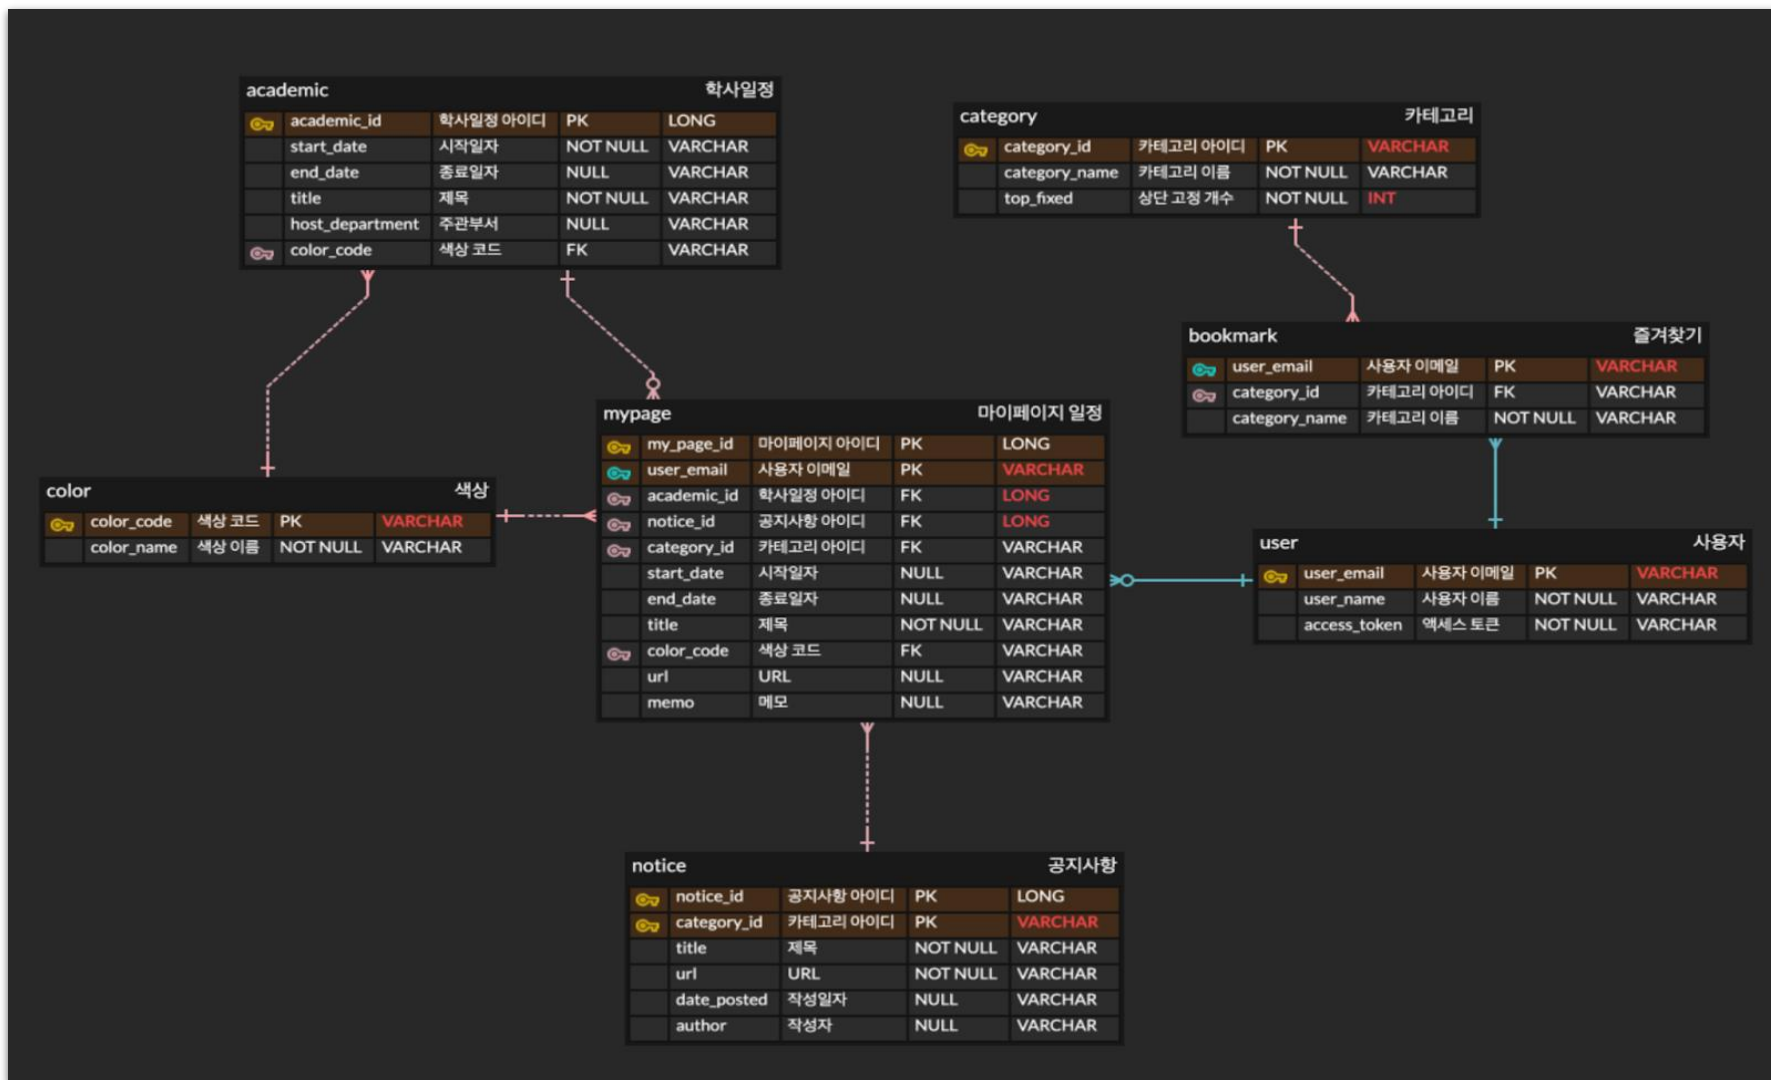 academic 학사일정
academic_id 학사일정 아이디 PK LONG
start_date 시작일자 NOT NULL VARCHAR
end_date 종료일자 NULL VARCHAR
title 제목 NOT NULL VARCHAR
host_department 주관부서 NULL VARCHAR
color_code 색상 코드 FK VARCHAR
category 카테고리
category_id 카테고리 아이디 PK VARCHAR
category_name 카테고리 이름 NOT NULL VARCHAR
top_fixed 상단 고정 개수 NOT NULL INT
bookmark 즐겨찾기
user_email 사용자 이메일 PK VARCHAR
category_id 카테고리 아이디 FK VARCHAR
category_name 카테고리 이름 NOT NULL VARCHAR
mypage 마이페이지 일정
my_page_id 마이페이지 아이디 PK LONG
user_email 사용자 이메일 PK VARCHAR
academic_id 학사일정 아이디 FK LONG
notice_id 공지사항 아이디 FK LONG
category_id 카테고리 아이디 FK VARCHAR
start_date 시작일자 NULL VARCHAR
end_date 종료일자 NULL VARCHAR
title 제목 NOT NULL VARCHAR
color_code 색상 코드 FK VARCHAR
url URL NULL VARCHAR
memo 메모 NULL VARCHAR
color 색상
color_code 색상 코드 PK VARCHAR
color_name 색상 이름 NOT NULL VARCHAR
user 사용자
user_email 사용자 이메일 PK VARCHAR
user_name 사용자 이름 NOT NULL VARCHAR
access_token 액세스 토큰 NOT NULL VARCHAR
notice 공지사항
notice_id 공지사항 아이디 PK LONG
category_id 카테고리 아이디 PK VARCHAR
title 제목 NOT NULL VARCHAR
url URL NOT NULL VARCHAR
date_posted 작성일자 NULL VARCHAR
author 작성자 NULL VARCHAR